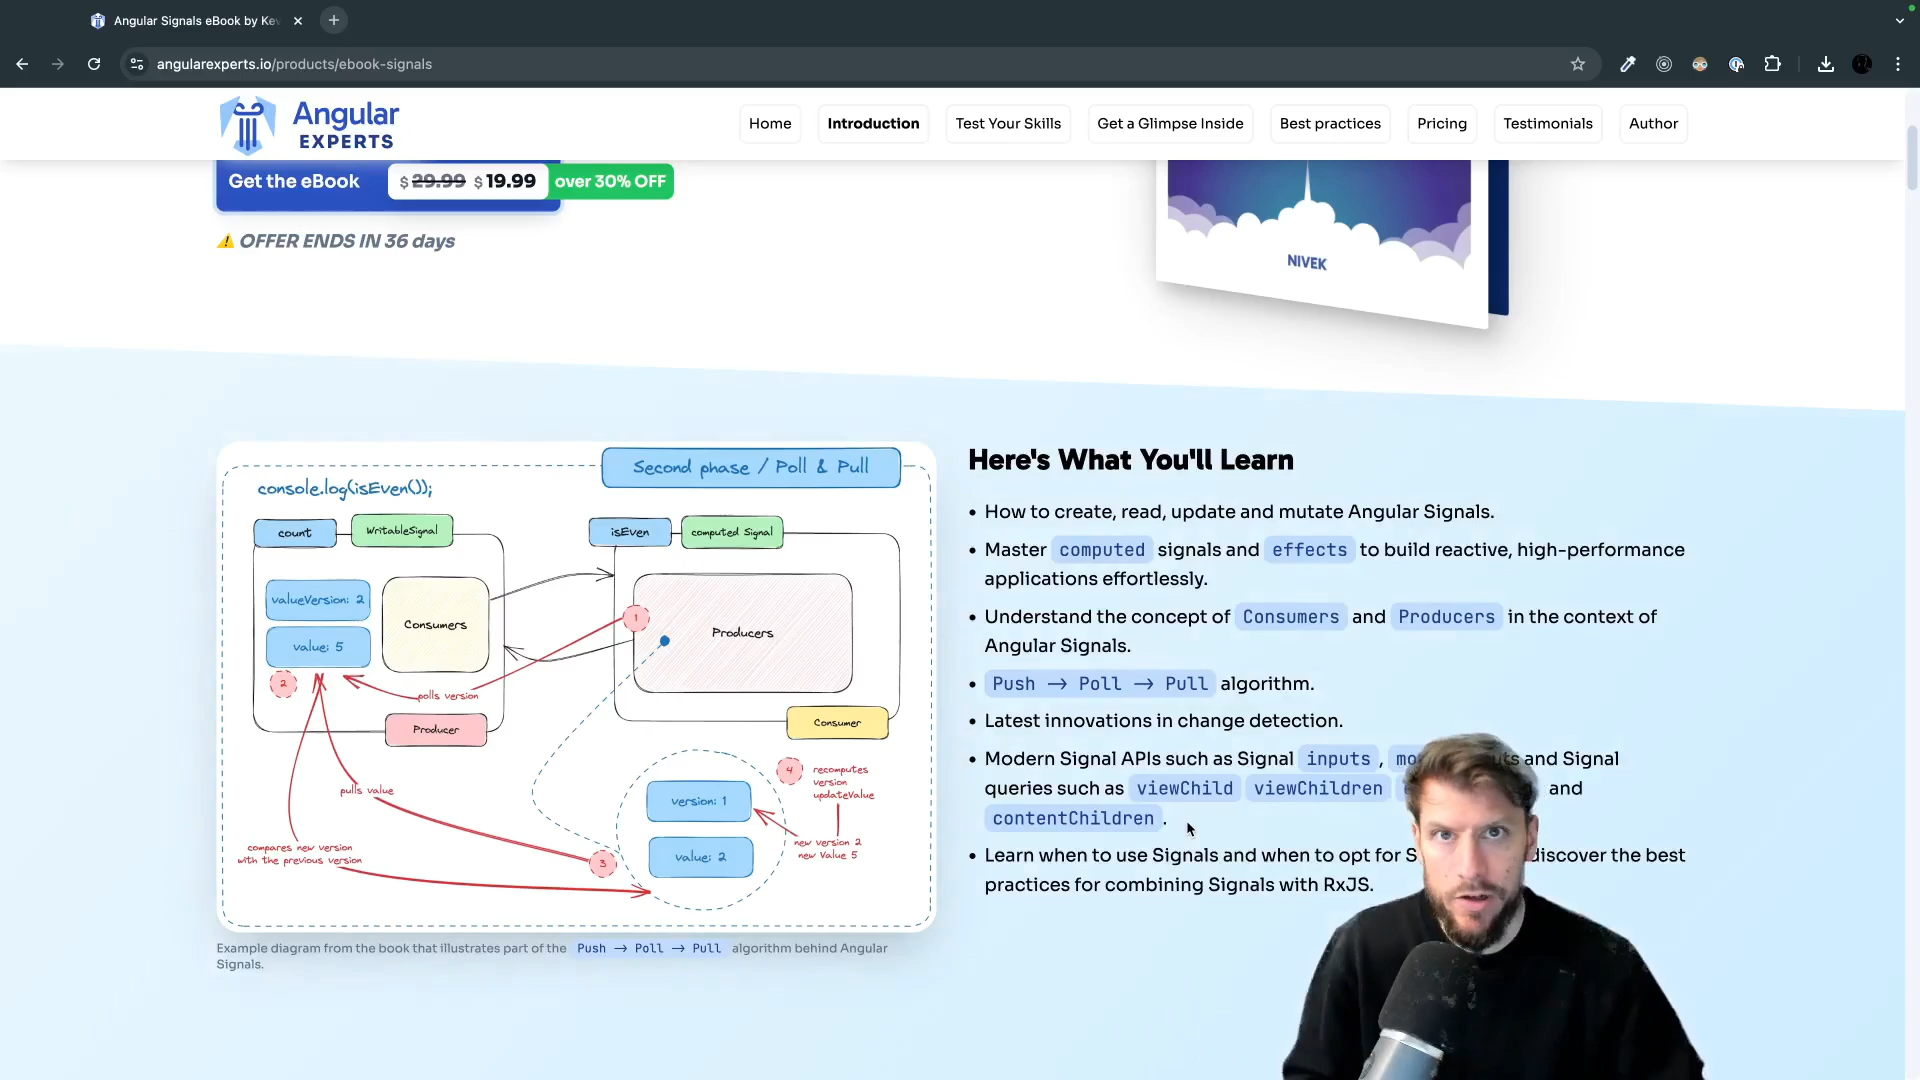 Angular Signals eBook by Kev
angularexperts.io/products/ebook-signals
Angular
EXPERTS
Home
Introduction
Test Your Skills
Get a Glimpse Inside
Best practices
Pricing
Testimonials
Author
Get the eBook
$ 29.99 $ 19.99
over 30% OFF
⚠️ OFFER ENDS IN 36 days
NIVEK
Second phase / Poll & Pull
console.log(isEven());
count
WritableSignal
isEven
computed Signal
valueVersion: 2
value: 5
Consumers
1
Producers
2
polls version
Producer
Consumer
4
recomputes
version
updateValue
pulls value
version: 1
new version 2
new Value 5
compares new version
with the previous version
3
value: 2
Example diagram from the book that illustrates part of the Push → Poll → Pull algorithm behind Angular
Signals.
Here's What You'll Learn
• How to create, read, update and mutate Angular Signals.
• Master computed signals and effects to build reactive, high-performance
applications effortlessly.
• Understand the concept of Consumers and Producers in the context of
Angular Signals.
• Push → Poll → Pull algorithm.
• Latest innovations in change detection.
• Modern Signal APIs such as Signal inputs , and Signal
queries such as viewChild viewChildren and
contentChildren .
• Learn when to use Signals and when to opt for discover the best
practices for combining Signals with RxJS.